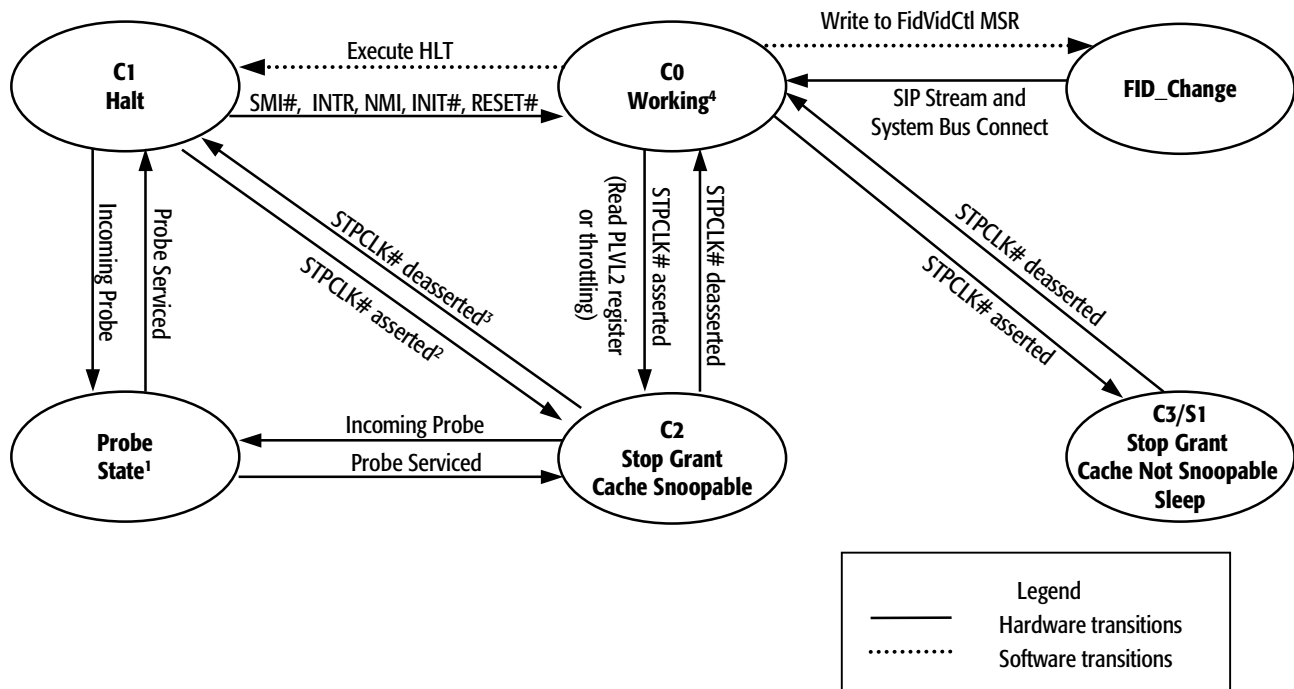 Write to FidVidCtl MSR
Execute HLT
C1
Halt
C0
Working⁴
FID_Change
SMI#, INTR, NMI, INIT#, RESET#
SIP Stream and
System Bus Connect
Incoming Probe
Probe Serviced
STPCLK# deasserted³
STPCLK# asserted²
STPCLK# asserted
(Read PLVL2 register
or throttling)
STPCLK# deasserted
STPCLK# deasserted
STPCLK# asserted
Probe
State¹
Incoming Probe
Probe Serviced
C2
Stop Grant
Cache Snoopable
C3/S1
Stop Grant
Cache Not Snoopable
Sleep
Legend
Hardware transitions
Software transitions